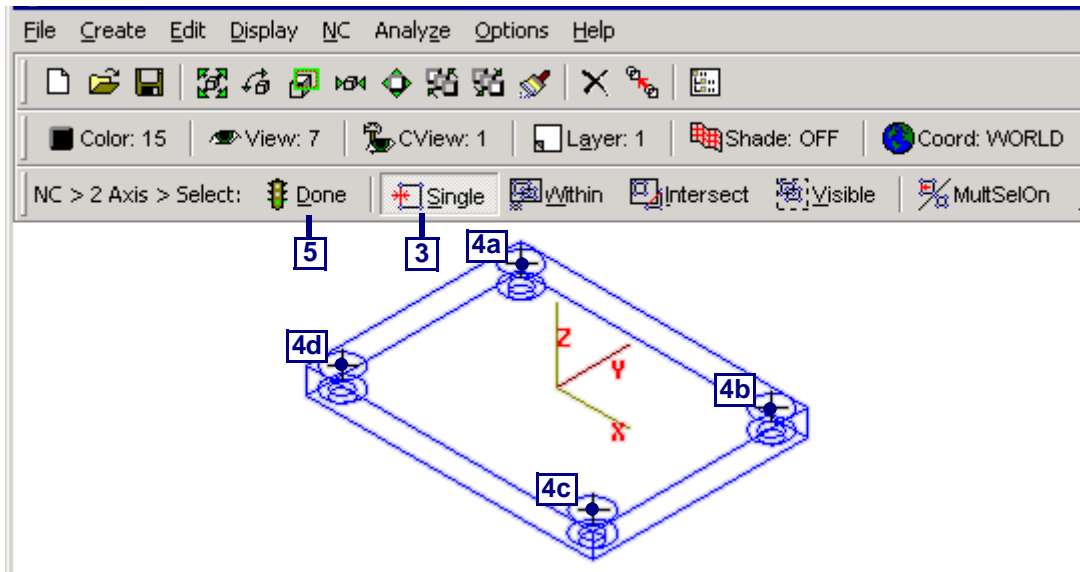 File Create Edit Display NC Analyze Options Help
Color: 15 View: 7 CView: 1 Layer: 1 Shade: OFF Coord: WORLD
NC > 2 Axis > Select: Done Single Within Intersect Visible MultSelOn
5 3 4a
4d Z
Y 4b
X
4c